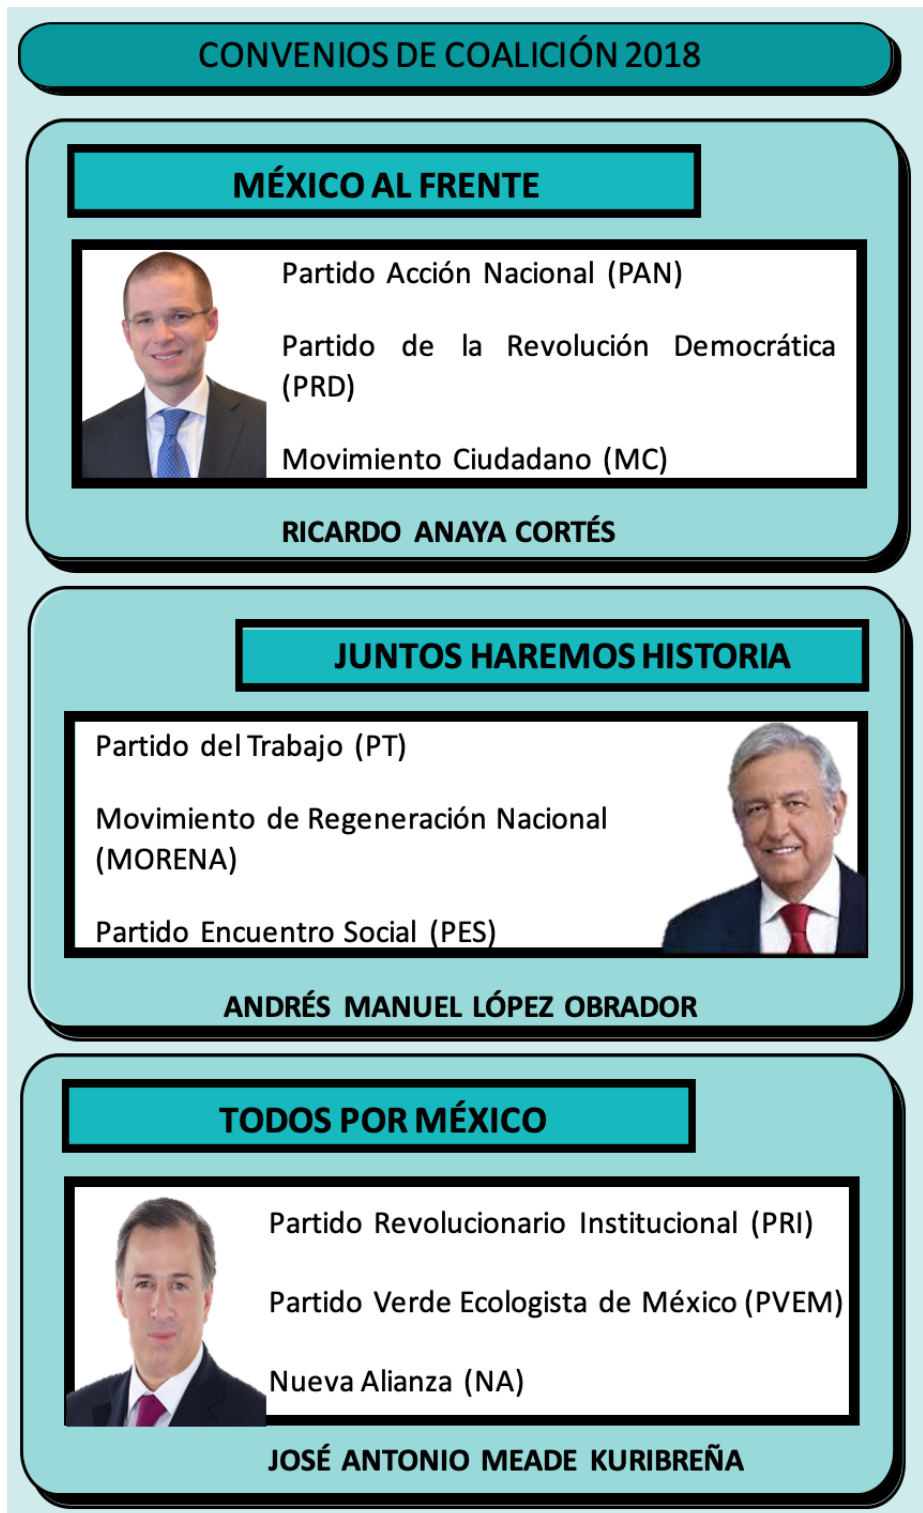 CONVENIOS DE COALICIÓN 2018
MÉXICO AL FRENTE
Partido Acción Nacional (PAN)
Partido de la Revolución Democrática
(PRD)
Movimiento Ciudadano (MC)
RICARDO ANAYA CORTÉS
JUNTOS HAREMOS HISTORIA
Partido del Trabajo (PT)
Movimiento de Regeneración Nacional
(MORENA)
Partido Encuentro Social (PES)
ANDRÉS MANUEL LÓPEZ OBRADOR
TODOS POR MÉXICO
Partido Revolucionario Institucional (PRI)
Partido Verde Ecologista de México (PVEM)
Nueva Alianza (NA)
JOSÉ ANTONIO MEADE KURIBREÑA